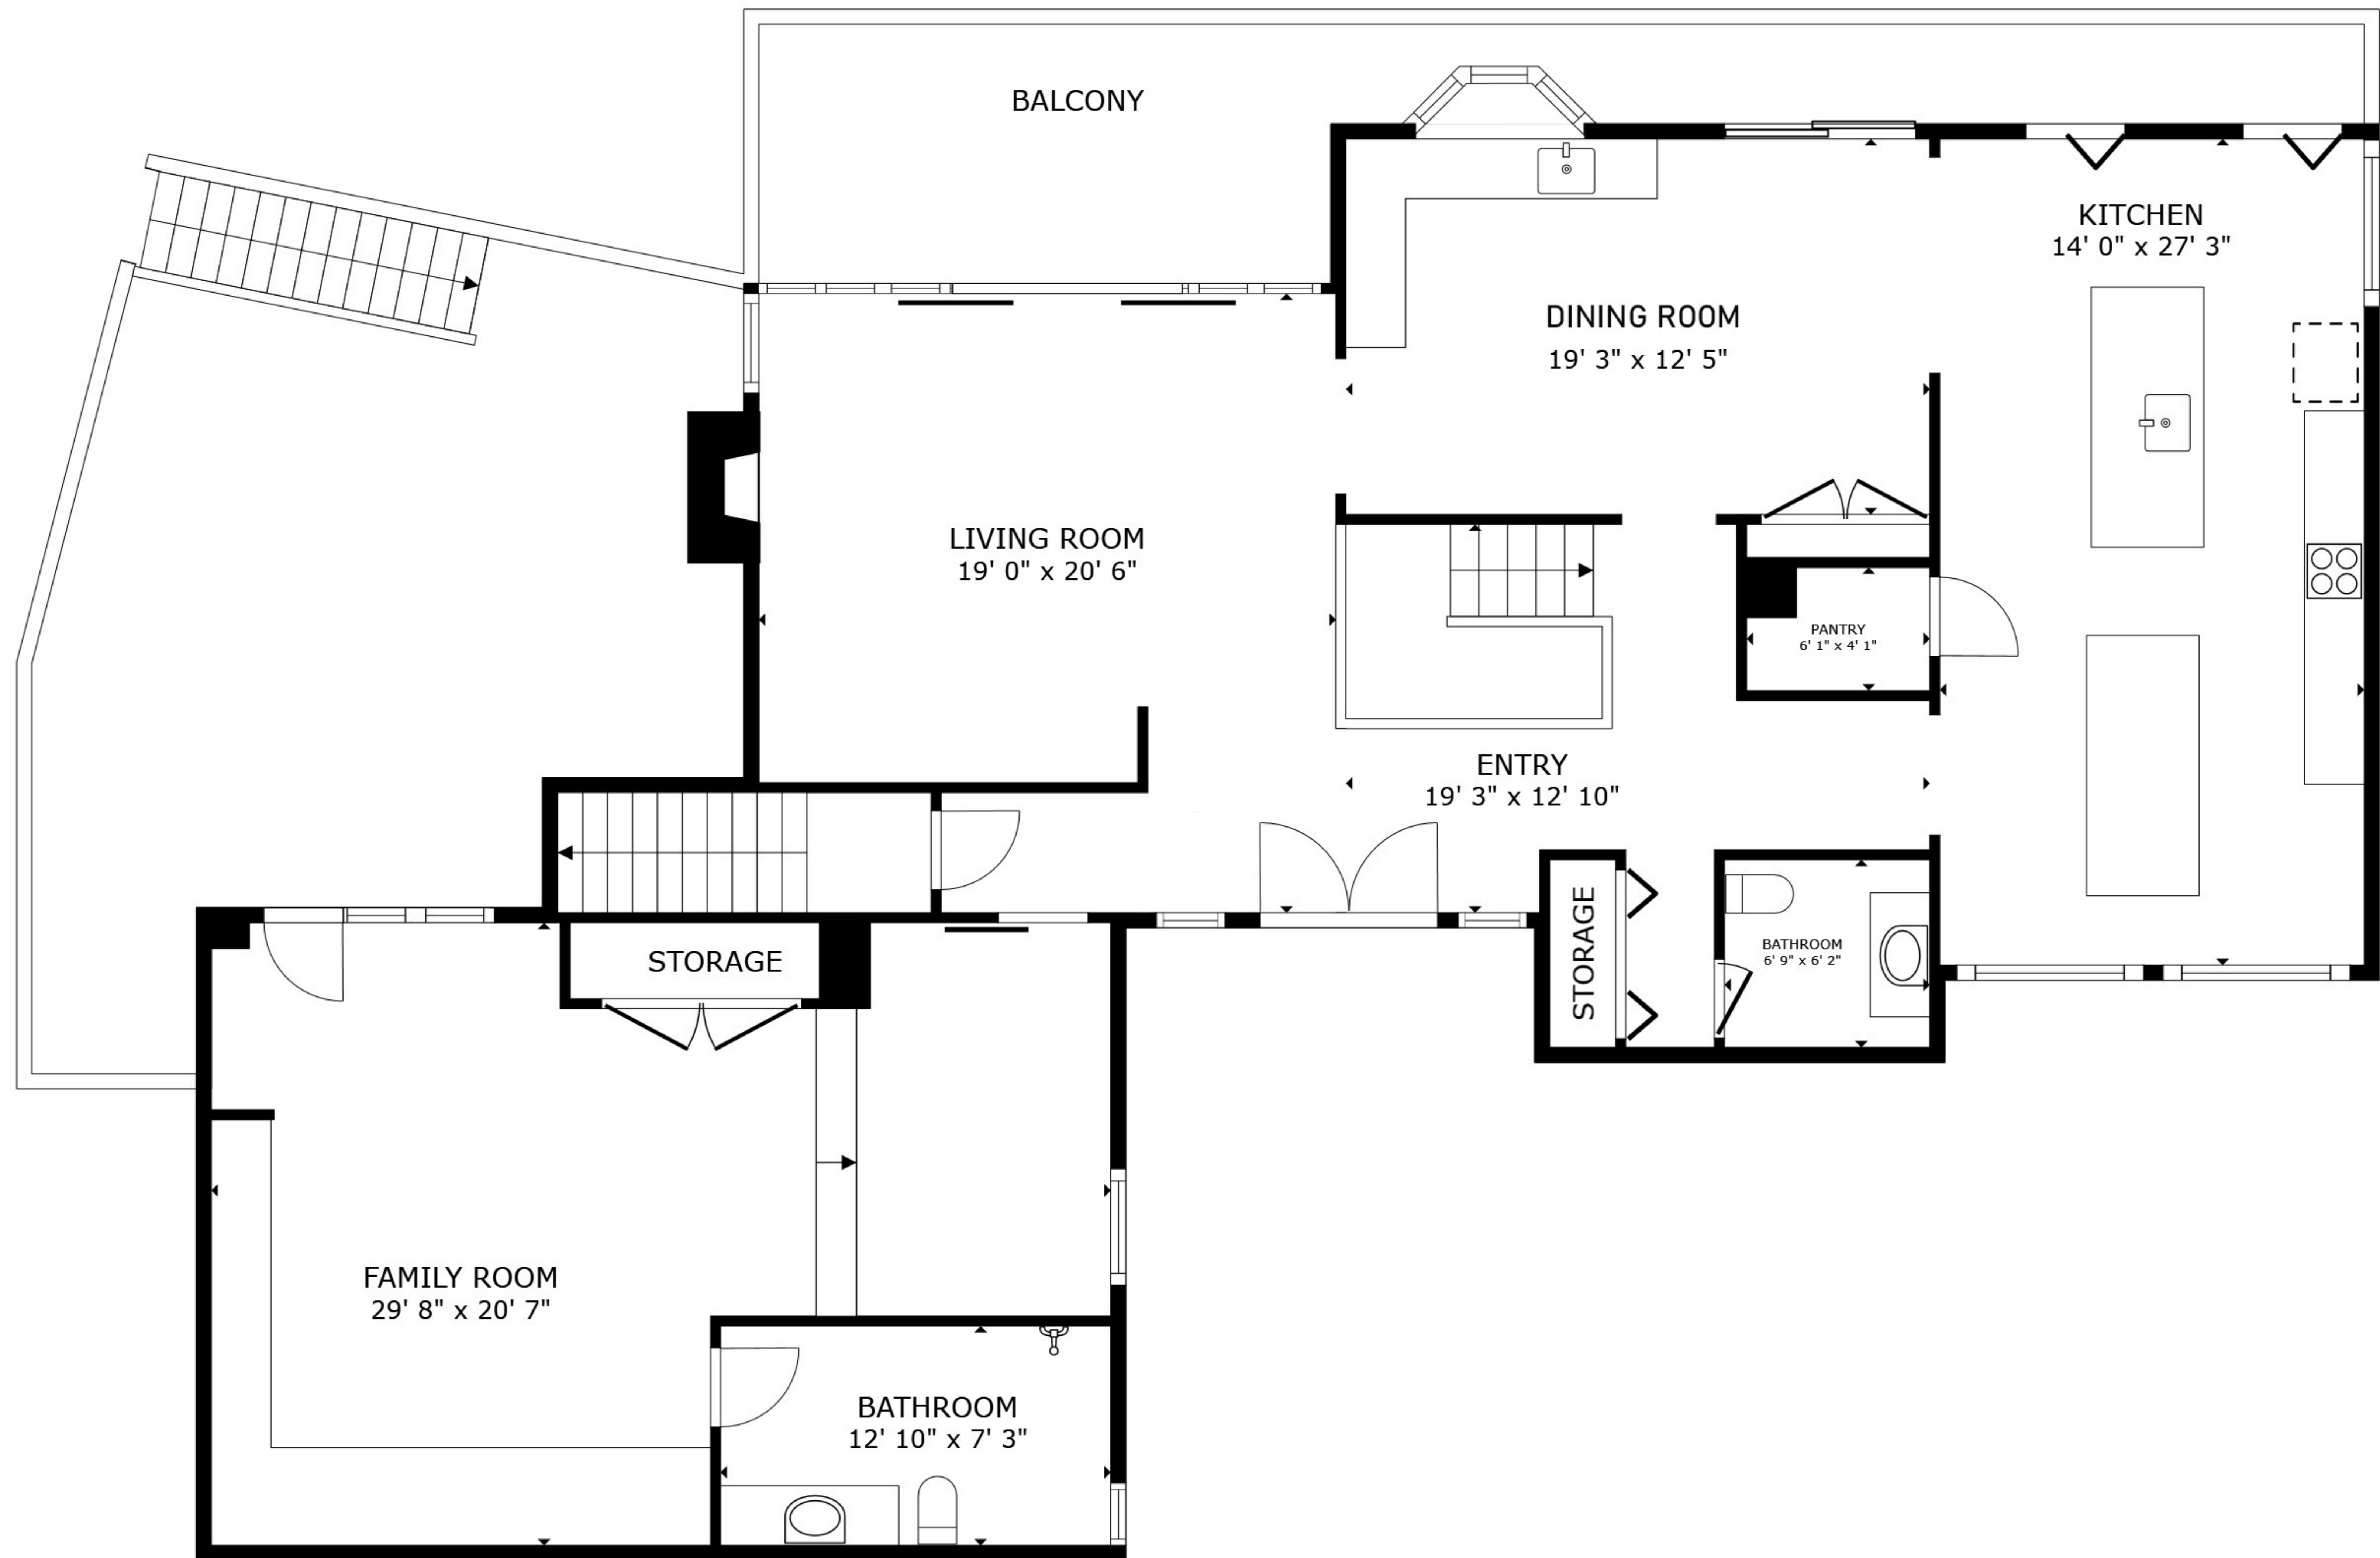 BALCONY
KITCHEN
14' 0" x 27' 3"
DINING ROOM
19' 3" x 12' 5"
LIVING ROOM
19' 0" x 20' 6"
PANTRY
6' 1" x 4' 1"
ENTRY
19' 3" x 12' 10"
STORAGE
BATHROOM
6' 9" x 6' 2"
STORAGE
FAMILY ROOM
29' 8" x 20' 7"
BATHROOM
12' 10" x 7' 3"